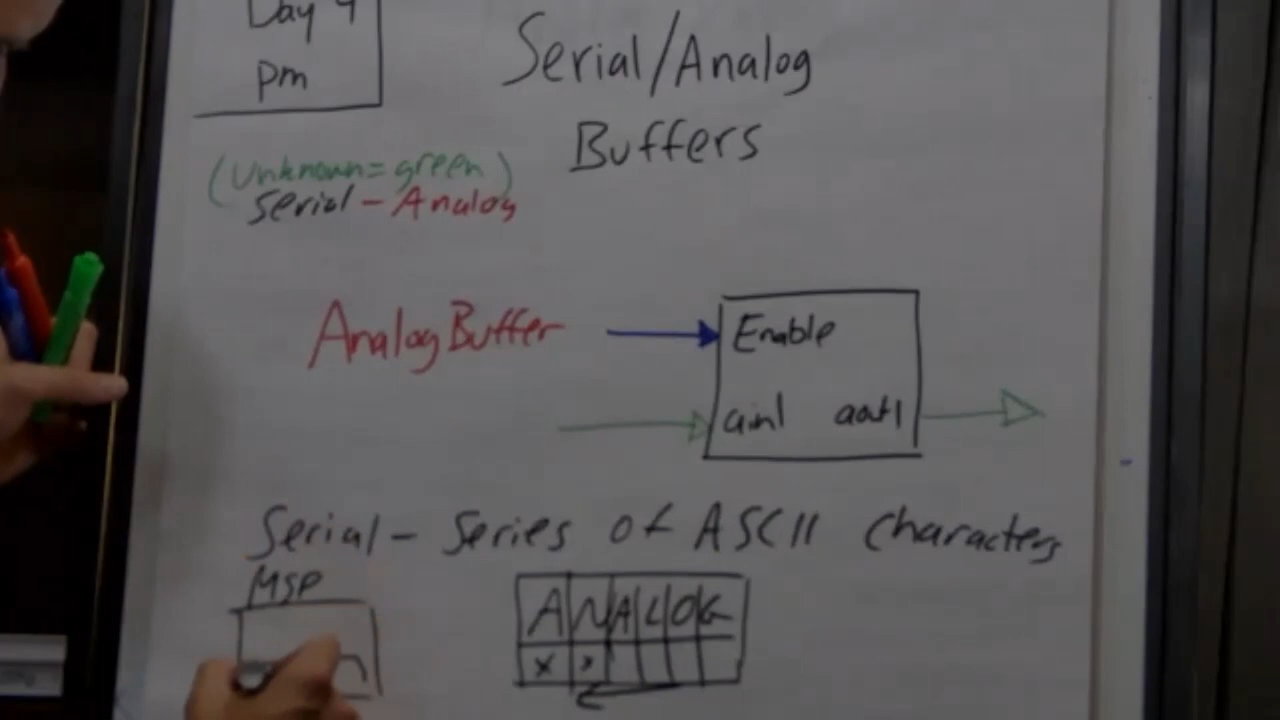 Day 4
pm
Serial/Analog
Buffers
(Unknown=green)
Serial - Analog
Analog Buffer
Enable
ain1 aout1
Serial - Series of ASCII Characters
MSP
A N A L O G
x x